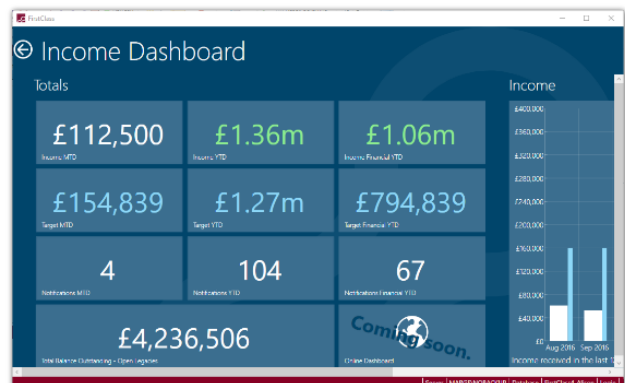 FirstClass
Income Dashboard
Totals
Income
£112,500
Income MTD
£1.36m
Income YTD
£1.06m
Income Financial YTD
£154,839
Target MTD
£1.27m
Target YTD
£794,839
Target Financial YTD
4
Notifications MTD
104
Notifications YTD
67
Notifications Financial YTD
£4,236,506
Total Balance Outstanding - Open Legacies
Coming soon.
Online Dashboard
£400,000
£360,000
£320,000
£280,000
£240,000
£200,000
£160,000
£120,000
£80,000
£40,000
£0
Aug 2016 Sep 2016
Income received in the last